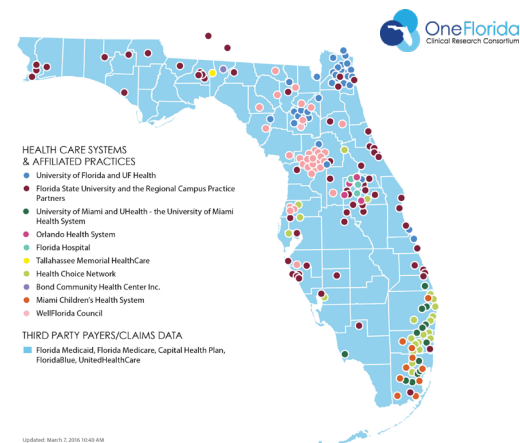 OneFlorida
Clinical Research Consortium
HEALTH CARE SYSTEMS
& AFFILIATED PRACTICES
University of Florida and UF Health
Florida State University and the Regional Campus Practice
Partners
University of Miami and UHealth - the University of Miami
Health System
Orlando Health System
Florida Hospital
Tallahassee Memorial HealthCare
Health Choice Network
Bond Community Health Center Inc.
Miami Children's Health System
WellFlorida Council
THIRD PARTY PAYERS/CLAIMS DATA
Florida Medicaid, Florida Medicare, Capital Health Plan,
FloridaBlue, UnitedHealthCare
Updated: March 7, 2016 10:40 AM